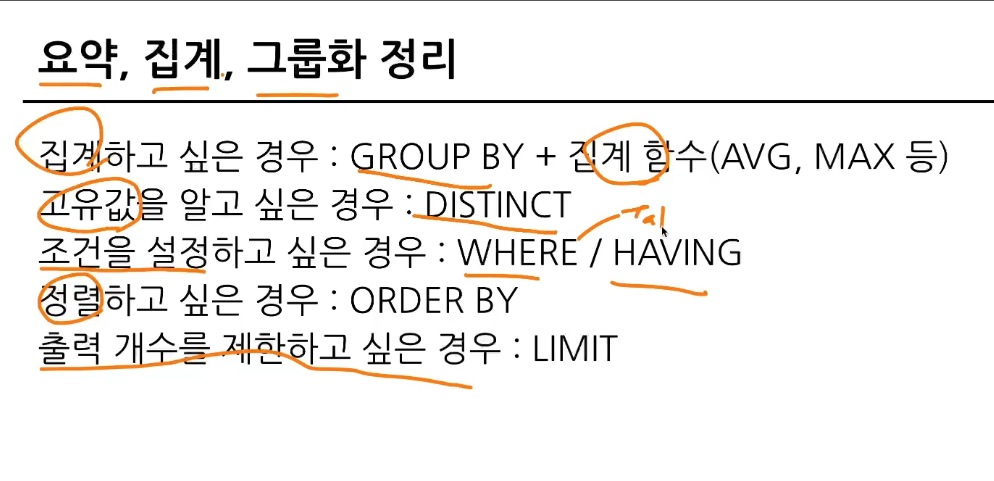 요약, 집계, 그룹화 정리
집계하고 싶은 경우 : GROUP BY + 집계 함수(AVG, MAX 등)
고유값을 알고 싶은 경우 : DISTINCT
Tal
조건을 설정하고 싶은 경우 : WHERE / HAVING
정렬하고 싶은 경우 : ORDER BY
출력 개수를 제한하고 싶은 경우 : LIMIT